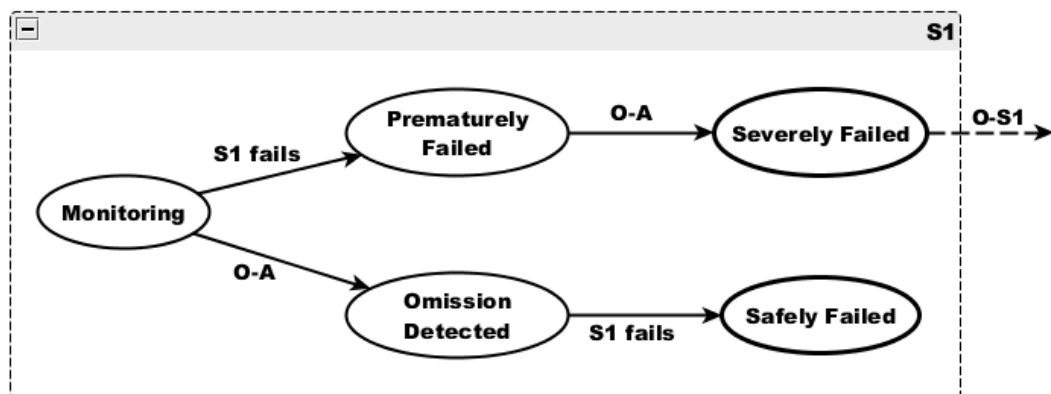 S1
Prematurely
Failed
O-A
Severely Failed
O-S1
S1 fails
Monitoring
O-A
Omission
Detected
S1 fails
Safely Failed